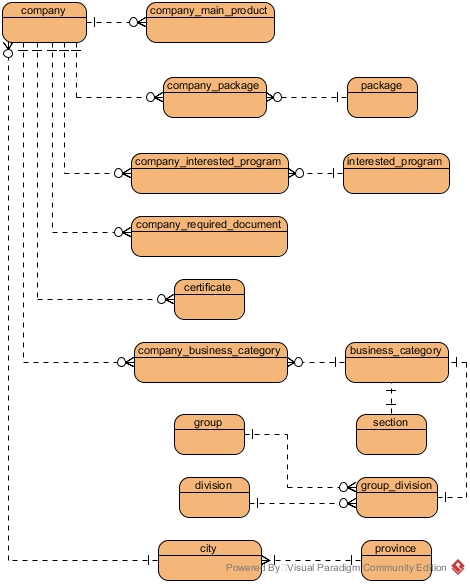 company
company_main_product
company_package
package
company_interested_program
interested_program
company_required_document
certificate
company_business_category
business_category
group
section
division
group_division
city
province
Powered By Visual Paradigm Community Edition